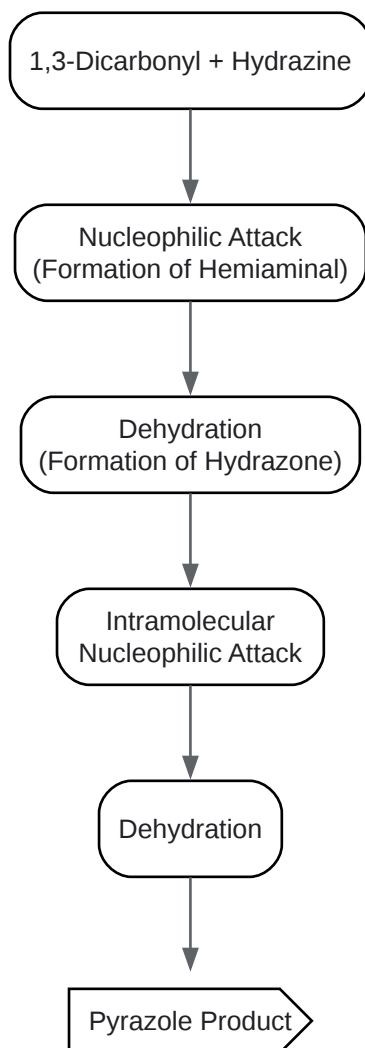 1,3-Dicarbonyl + Hydrazine
Nucleophilic Attack
(Formation of Hemiaminal)
Dehydration
(Formation of Hydrazone)
Intramolecular
Nucleophilic Attack
Dehydration
Pyrazole Product